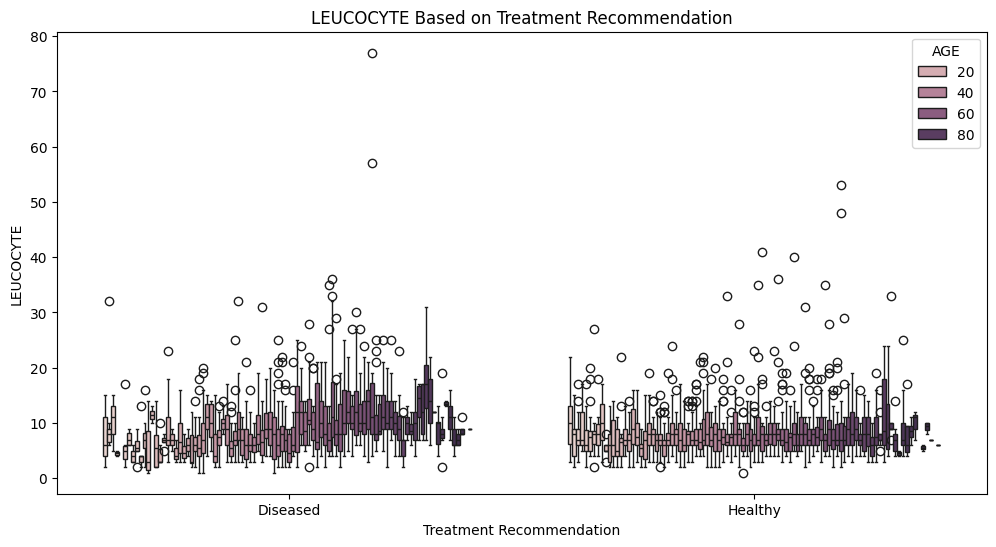 LEUCOCYTE Based on Treatment Recommendation
80
70
60
50
40
30
20
10
0
LEUCOCYTE
AGE
20
40
60
80
Diseased
Healthy
Treatment Recommendation